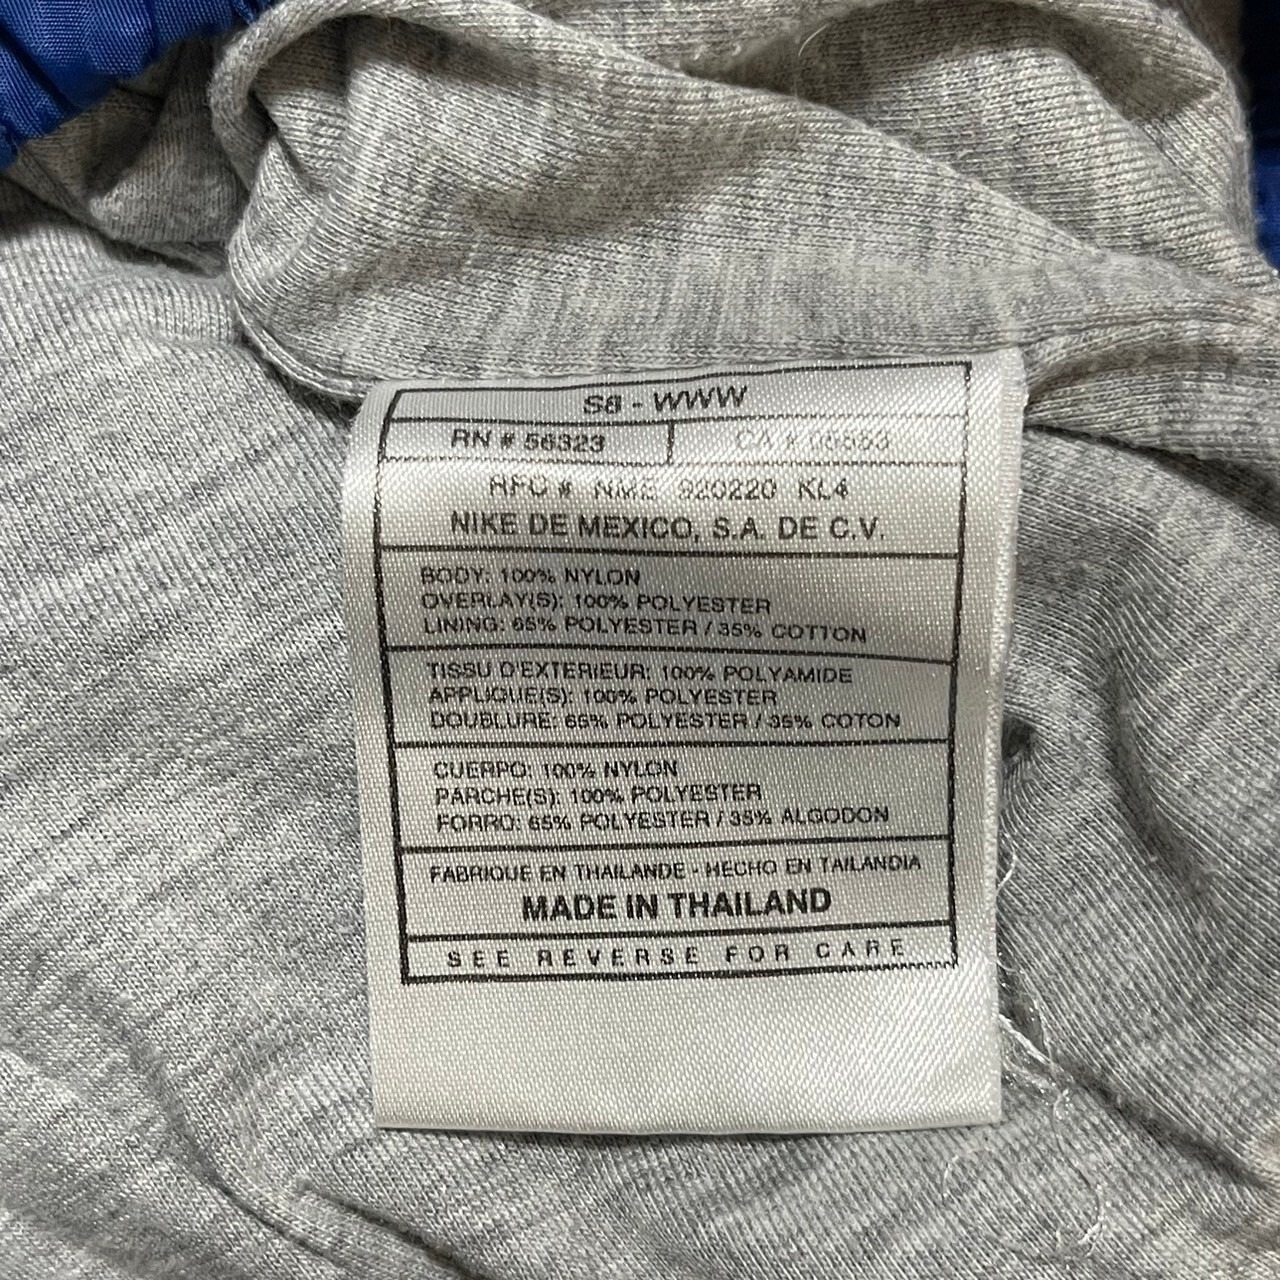 S8 - WWW
RN # 56323 CA # 05553
RFC # NME 920220 KL4
NIKE DE MEXICO, S.A. DE C.V.
BODY: 100% NYLON
OVERLAY(S): 100% POLYESTER
LINING: 65% POLYESTER / 35% COTTON
TISSU D'EXTERIEUR: 100% POLYAMIDE
APPLIQUE(S): 100% POLYESTER
DOUBLURE: 65% POLYESTER / 35% COTON
CUERPO: 100% NYLON
PARCHE(S): 100% POLYESTER
FORRO: 65% POLYESTER / 35% ALGODON
FABRIQUE EN THAILANDE - HECHO EN TAILANDIA
MADE IN THAILAND
SEE REVERSE FOR CARE